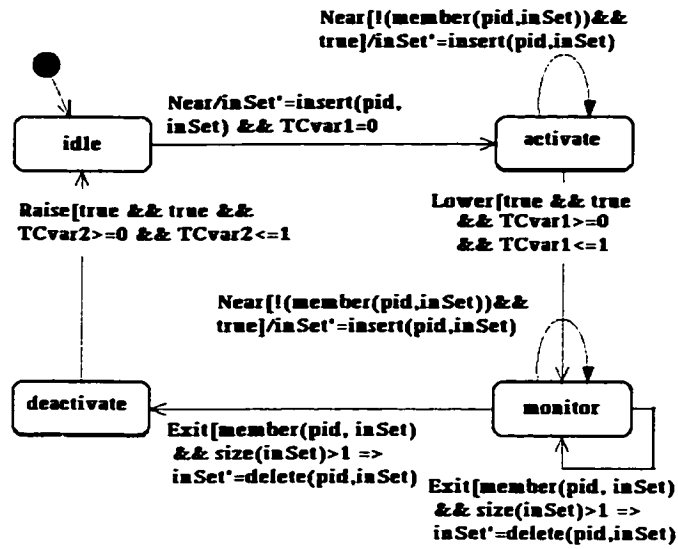 Near[!(member(pid,inSet))&&
true]/inSet'=insert(pid,inSet)
Near/inSet'=insert(pid,
inSet) && TCvar1=0
idle
activate
Raise[true && true &&
TCvar2>=0 && TCvar2<=1
Lower[true && true
&& TCvar1>=0
&& TCvar1<=1
Near[!(member(pid,inSet))&&
true]/inSet'=insert(pid,inSet)
deactivate
monitor
Exit[member(pid, inSet)
&& size(inSet)>1 =>
inSet'=delete(pid,inSet)
Exit[member(pid, inSet)
&& size(inSet)>1 =>
inSet'=delete(pid,inSet)